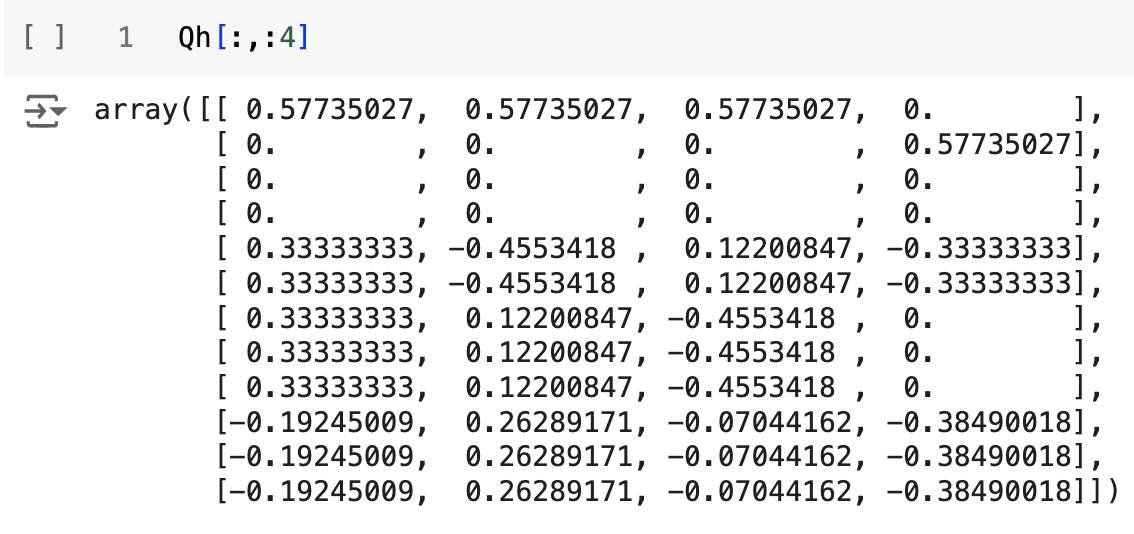 [ ] 1 Qh[:,:4]
array([[ 0.57735027,  0.57735027,  0.57735027,  0.        ],
       [ 0.        ,  0.        ,  0.        ,  0.57735027],
       [ 0.        ,  0.        ,  0.        ,  0.        ],
       [ 0.        ,  0.        ,  0.        ,  0.        ],
       [ 0.33333333, -0.4553418 ,  0.12200847, -0.33333333],
       [ 0.33333333, -0.4553418 ,  0.12200847, -0.33333333],
       [ 0.33333333,  0.12200847, -0.4553418 ,  0.        ],
       [ 0.33333333,  0.12200847, -0.4553418 ,  0.        ],
       [ 0.33333333,  0.12200847, -0.4553418 ,  0.        ],
       [-0.19245009,  0.26289171, -0.07044162, -0.38490018],
       [-0.19245009,  0.26289171, -0.07044162, -0.38490018],
       [-0.19245009,  0.26289171, -0.07044162, -0.38490018]])